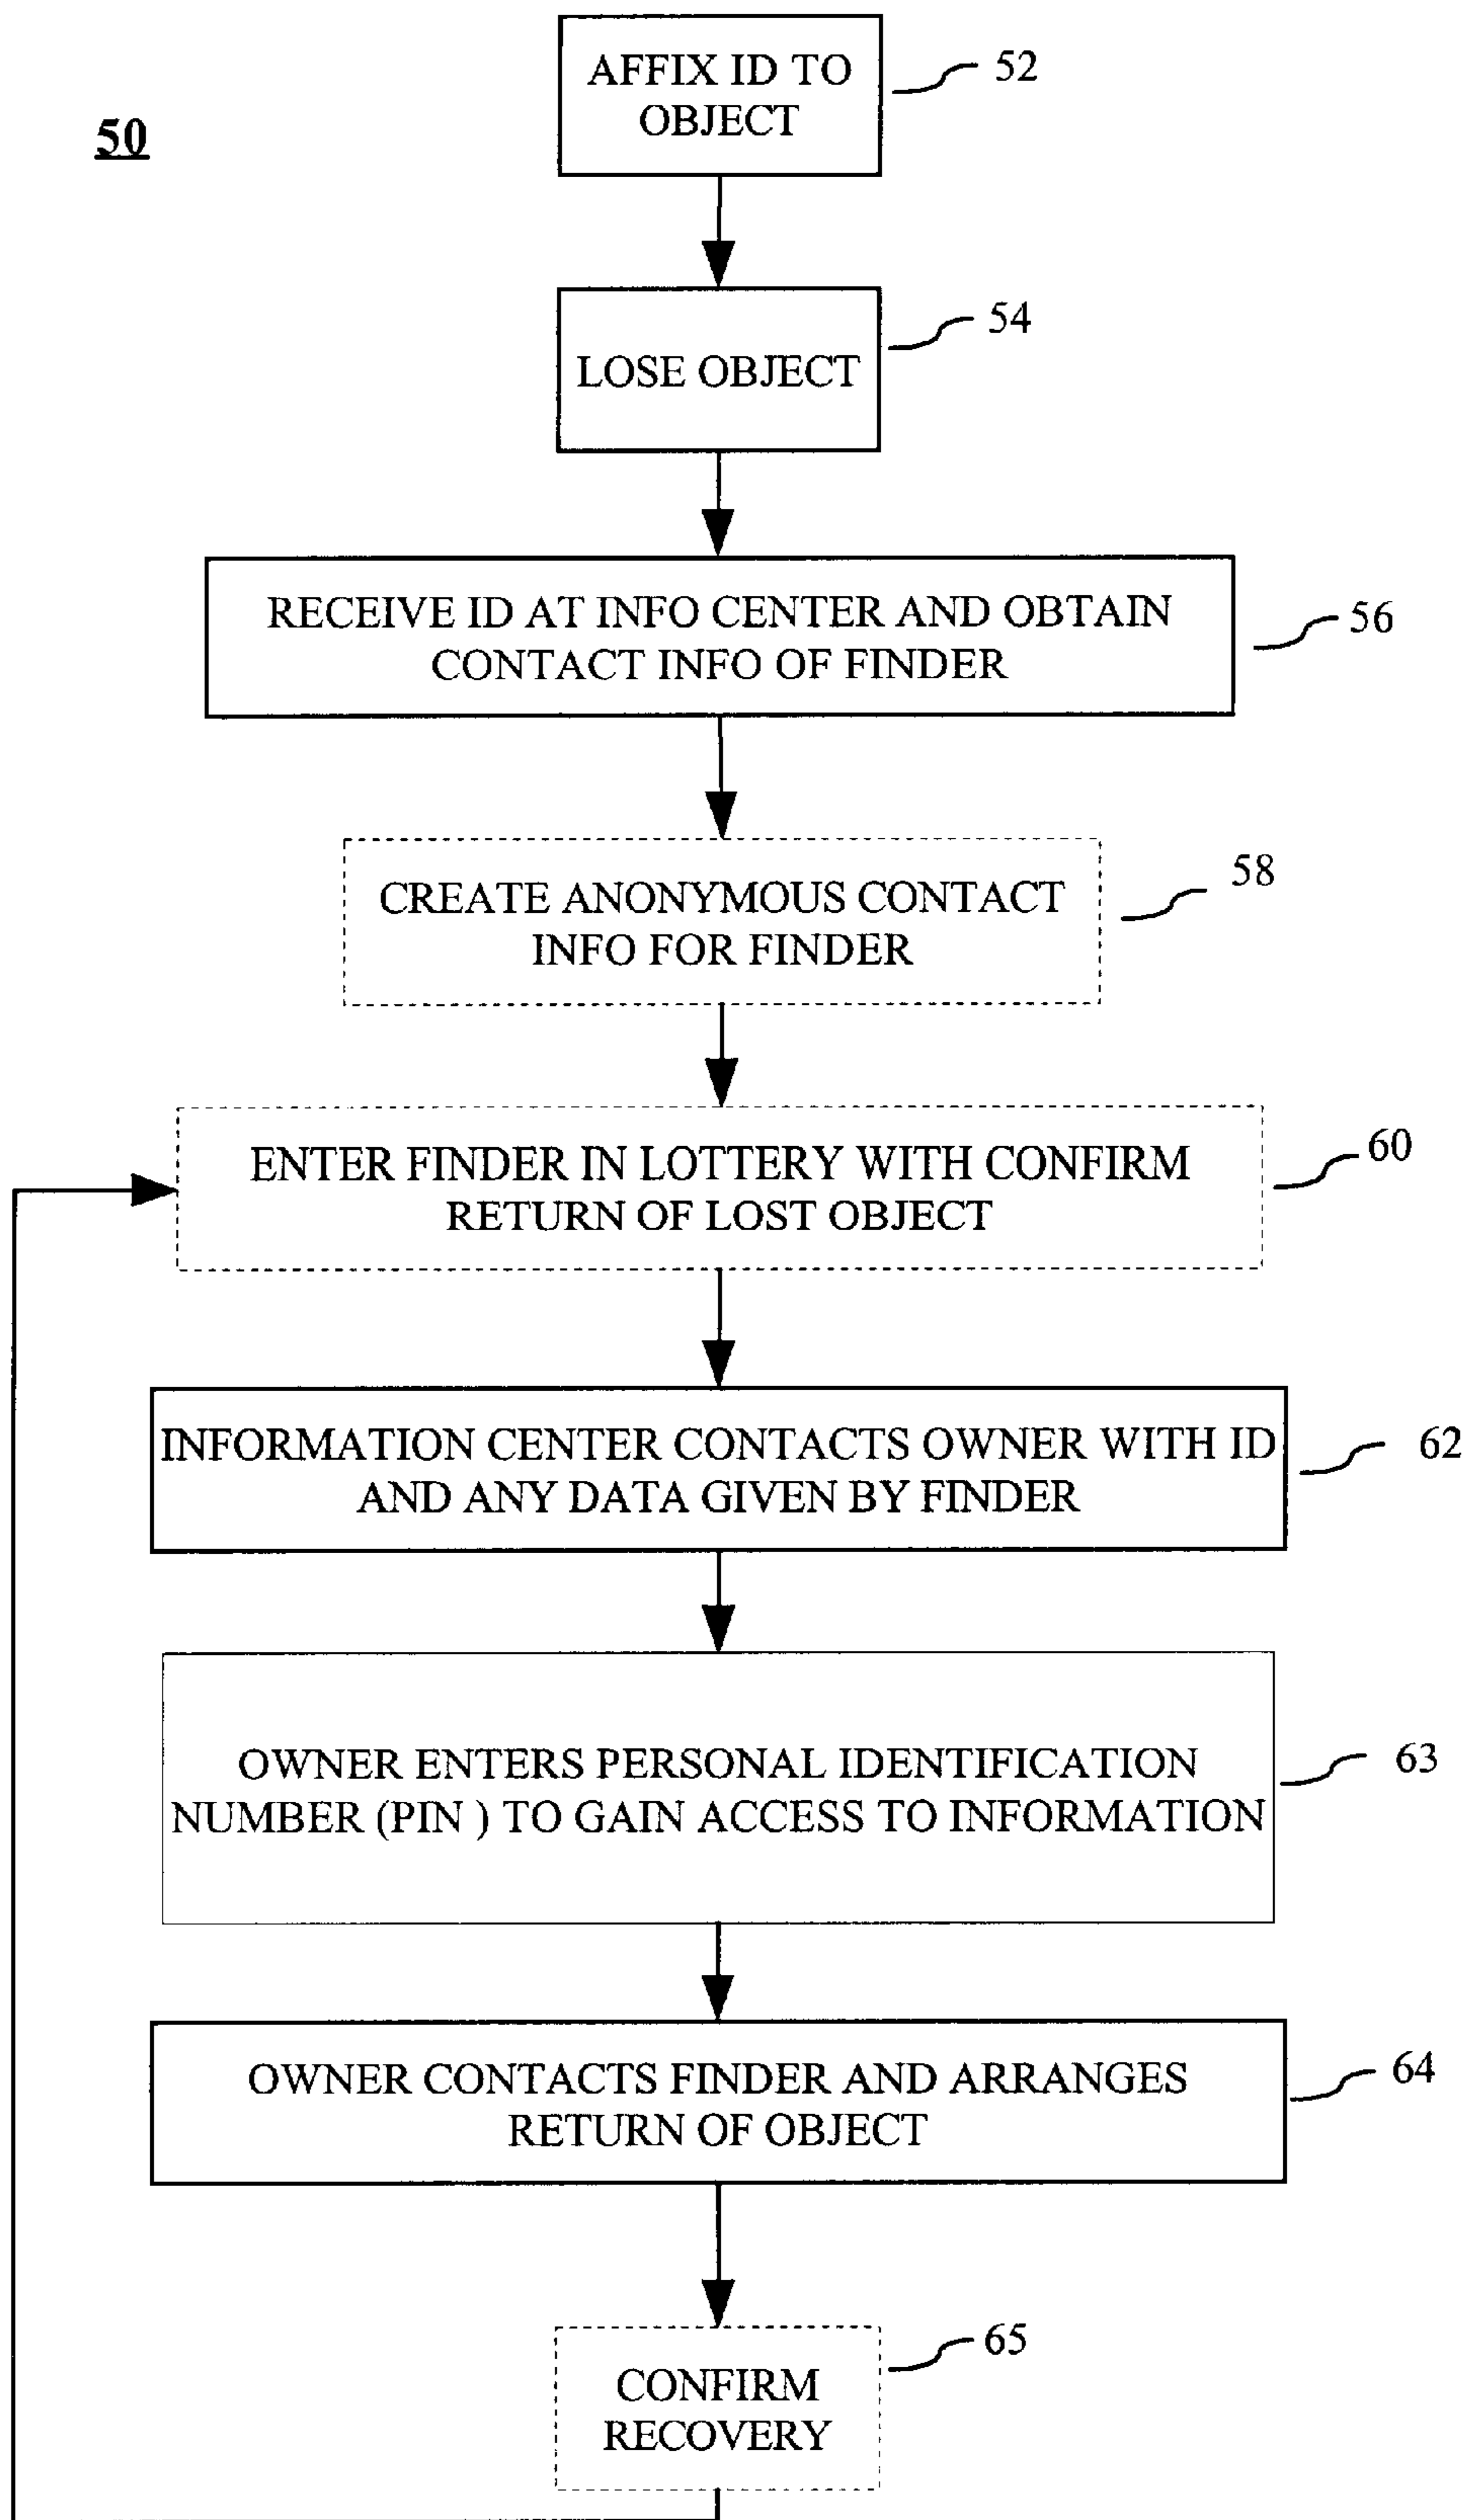 AFFIX ID TO
OBJECT
52
50
LOSE OBJECT
54
RECEIVE ID AT INFO CENTER AND OBTAIN
CONTACT INFO OF FINDER
56
CREATE ANONYMOUS CONTACT
INFO FOR FINDER
58
ENTER FINDER IN LOTTERY WITH CONFIRM
RETURN OF LOST OBJECT
60
INFORMATION CENTER CONTACTS OWNER WITH ID
AND ANY DATA GIVEN BY FINDER
62
OWNER ENTERS PERSONAL IDENTIFICATION
NUMBER (PIN ) TO GAIN ACCESS TO INFORMATION
63
OWNER CONTACTS FINDER AND ARRANGES
RETURN OF OBJECT
64
CONFIRM
RECOVERY
65